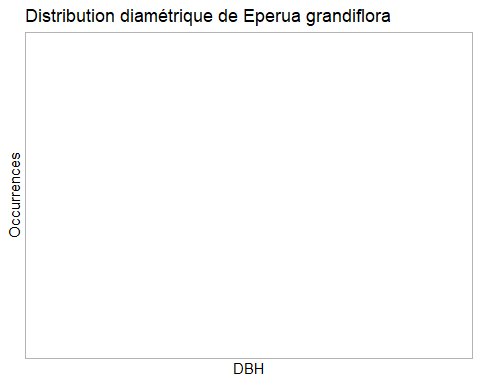 Distribution diamétrique de Eperua grandiflora
Occurrences
DBH